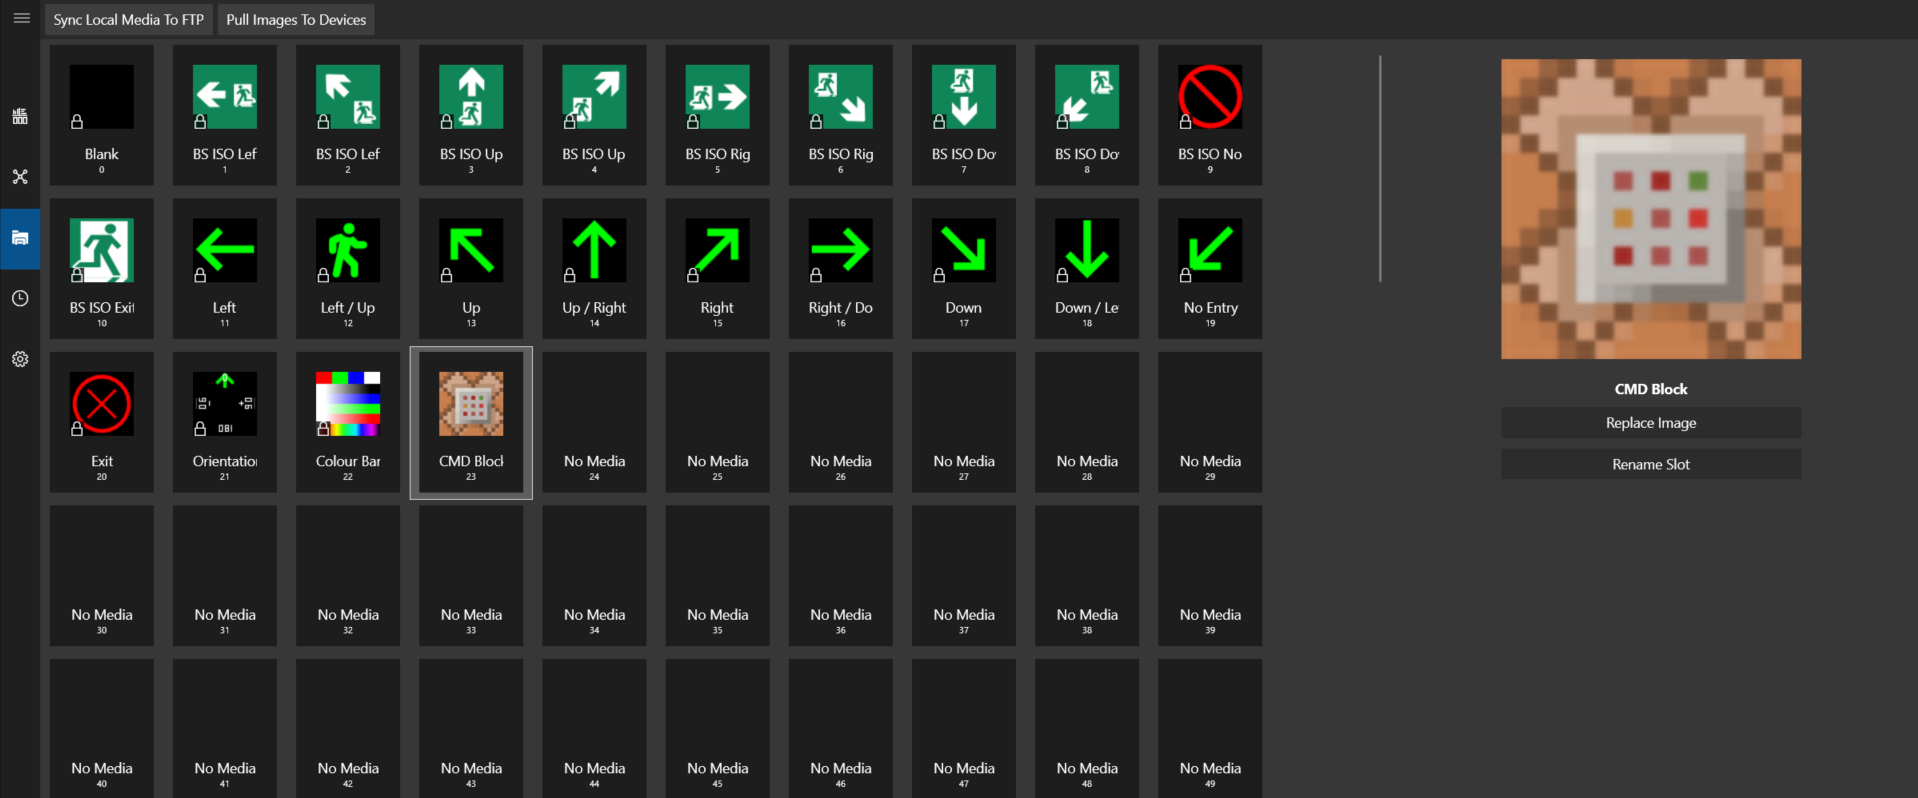 Sync Local Media To FTP
Pull Images To Devices
Blank
0
BS ISO Lef
1
BS ISO Lef
2
BS ISO Up
3
BS ISO Up
4
BS ISO Rig
5
BS ISO Rig
6
BS ISO Do
7
BS ISO Do
8
BS ISO No
9
BS ISO Exit
10
Left
11
Left / Up
12
Up
13
Up / Right
14
Right
15
Right / Do
16
Down
17
Down / Le
18
No Entry
19
Exit
20
Orientation
21
Colour Bar
22
CMD Block
23
No Media
24
No Media
25
No Media
26
No Media
27
No Media
28
No Media
29
No Media
30
No Media
31
No Media
32
No Media
33
No Media
34
No Media
35
No Media
36
No Media
37
No Media
38
No Media
39
No Media
40
No Media
41
No Media
42
No Media
43
No Media
44
No Media
45
No Media
46
No Media
47
No Media
48
No Media
49
CMD Block
Replace Image
Rename Slot